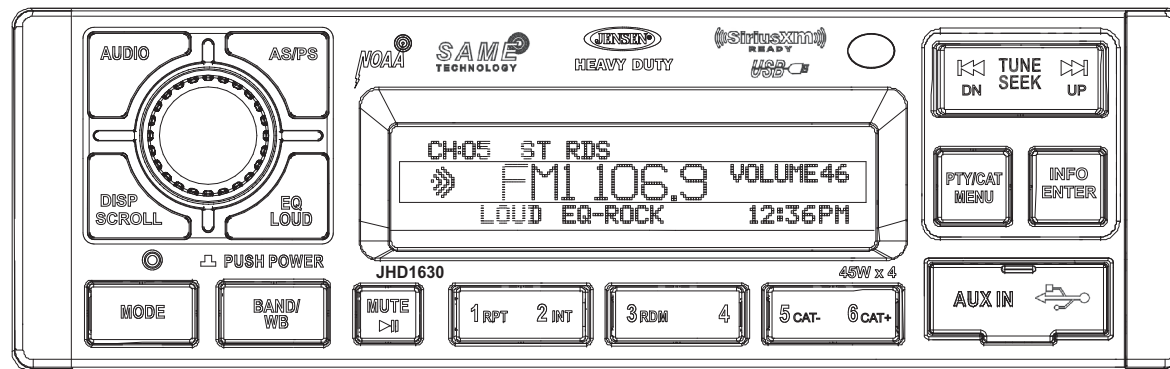 AUDIO
AS/PS
DISP
SCROLL
EQ
LOUD
PUSH POWER
NOAA
SAME
TECHNOLOGY
JENSEN®
HEAVY DUTY
((SiriusXM))
READY
USB
TUNE
SEEK
DN
UP
CH:05 ST RDS
FM1 106.9 VOLUME46
LOUD EQ-ROCK 12:36PM
PTY/CAT
MENU
INFO
ENTER
JHD1630
45W x 4
MODE
BAND/
WB
MUTE
1 RPT 2 INT
3 RDM 4
5 CAT- 6 CAT+
AUX IN